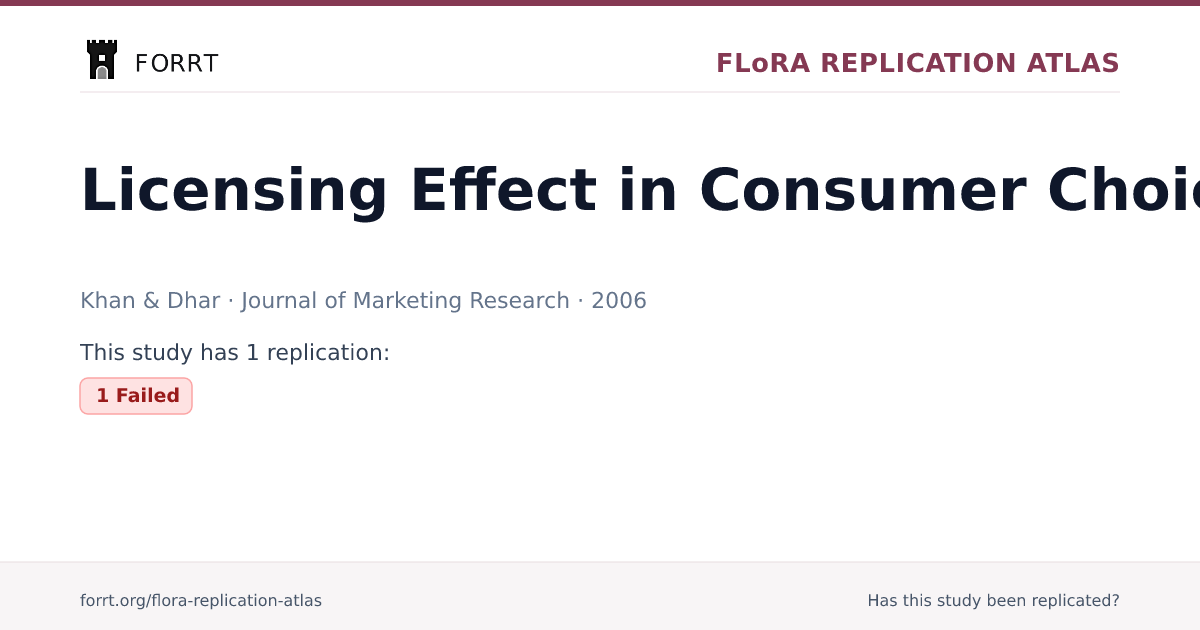 FORRT
FLoRA REPLICATION ATLAS
Licensing Effect in Consumer
Khan & Dhar · Journal of Marketing Research · 2006
This study has 1 replication:
1 Failed
forrt.org/flora-replication-atlas
Has this study been replicated?